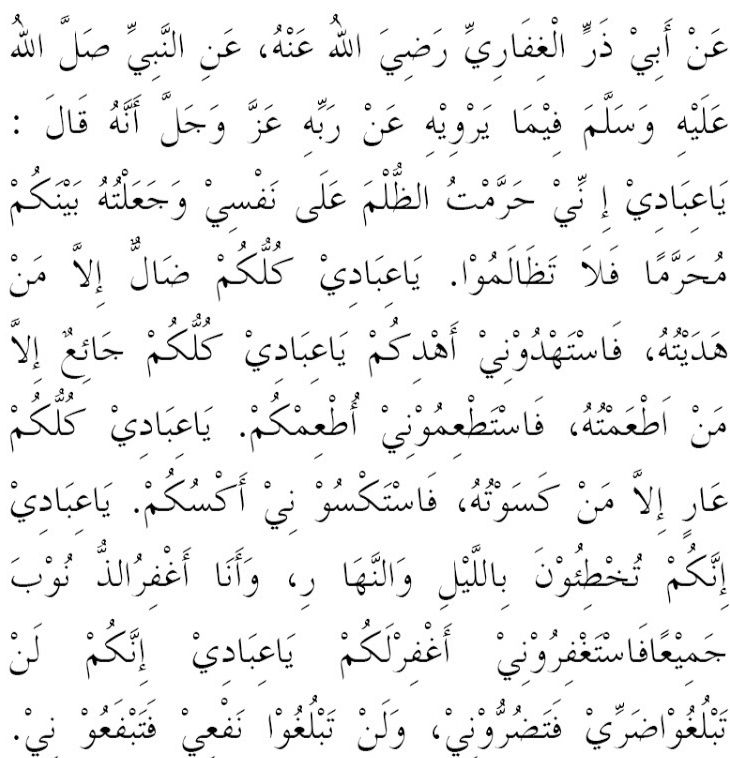 عَنْ أَبِيْ ذَرٍّ الْغِفَارِيِّ رَضِيَ اللهُ عَنْهُ، عَنِ النَّبِيِّ صَلَّ اللهُ
عَلَيْهِ وَسَلَّمَ فِيْمَا يَرْوِيْهِ عَنْ رَبِّهِ عَزَّ وَجَلَّ أَنَّهُ قَالَ :
يَاعِبَادِيْ إِ نِّيْ حَرَّمْتُ الظُّلْمَ عَلَى نَفْسِيْ وَجَعَلْتُهُ بَيْنَكُمْ
مُحَرَّمًا فَلاَ تَظَالَمُوْا. يَاعِبَادِيْ كُلُّكُمْ ضَالٌّ إِلاَّ مَنْ
هَدَيْتُهُ، فَاسْتَهْدُوْنِيْ أَهْدِكُمْ يَاعِبَادِيْ كُلُّكُمْ جَائِعٌ إِلاَّ
مَنْ اَطْعَمْتُهُ، فَاسْتَطْعِمُوْنِيْ أُطْعِمْكُمْ. يَاعِبَادِيْ كُلُّكُمْ
عَارٍ إِلاَّ مَنْ كَسَوْتُهُ، فَاسْتَكْسُوْ نِيْ أَكْسُكُمْ. يَاعِبَادِيْ
إِنَّكُمْ تُخْطِئُوْنَ بِاللَّيْلِ وَالنَّهَا رِ، وَأَنَا أَغْفِرُالذُّ نُوْبَ
جَمِيْعًافَاسْتَغْفِرُوْنِيْ أَغْفِرْلَكُمْ يَاعِبَادِيْ إِنَّكُمْ لَنْ
تَبْلُغُوْاضَرِّيْ فَتَضُرُّوْنِيْ، وَلَنْ تَبْلُغُوْا نَفْعِيْ فَتَبْفَعُوْ نِيْ.